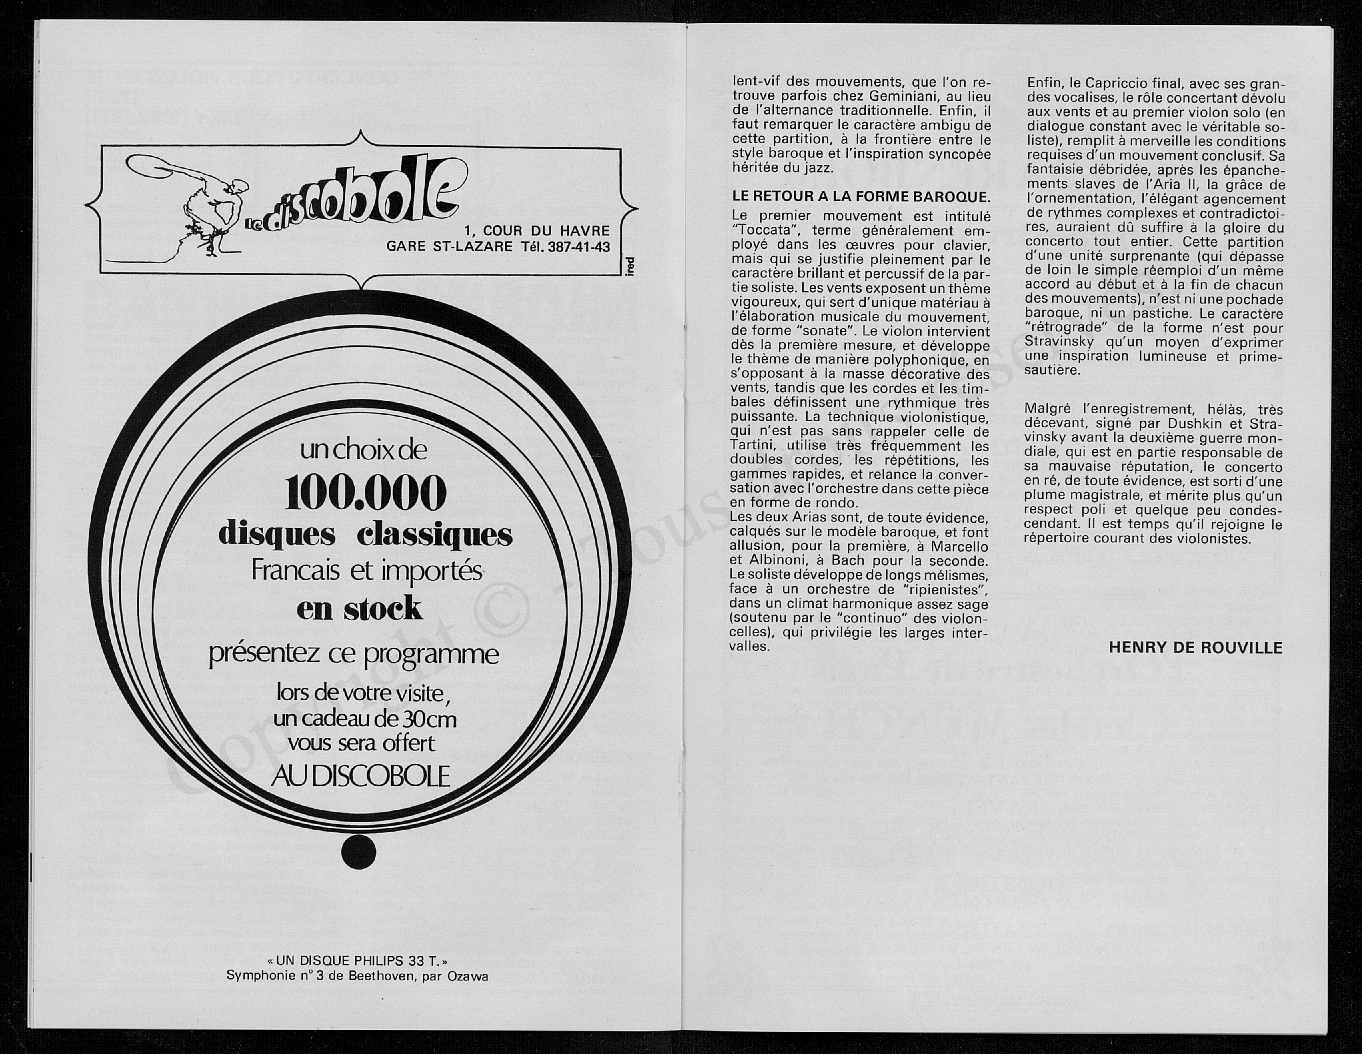 le discobole
1, COUR DU HAVRE
GARE ST-LAZARE Tél. 387-41-43
ired
un choix de
100.000
disques classiques
Francais et importés
en stock
présentez ce programme
lors de votre visite,
un cadeau de 30cm
vous sera offert
AU DISCOBOLE
«UN DISQUE PHILIPS 33 T.»
Symphonie n° 3 de Beethoven, par Ozawa
lent-vif des mouvements, que l'on re-
trouve parfois chez Geminiani, au lieu
de l'alternance traditionnelle. Enfin, il
faut remarquer le caractère ambigu de
cette partition, à la frontière entre le
style baroque et l'inspiration syncopée
héritée du jazz.
LE RETOUR A LA FORME BAROQUE.
Le premier mouvement est intitulé
"Toccata", terme généralement em-
ployé dans les œuvres pour clavier,
mais qui se justifie pleinement par le
caractère brillant et percussif de la par-
tie soliste. Les vents exposent un thème
vigoureux, qui sert d'unique matériau à
l'élaboration musicale du mouvement,
de forme "sonate". Le violon intervient
dès la première mesure, et développe
le thème de manière polyphonique, en
s'opposant à la masse décorative des
vents, tandis que les cordes et les tim-
bales définissent une rythmique très
puissante. La technique violonistique,
qui n'est pas sans rappeler celle de
Tartini, utilise très fréquemment les
doubles cordes, les répétitions, les
gammes rapides, et relance la conver-
sation avec l'orchestre dans cette pièce
en forme de rondo.
Les deux Arias sont, de toute évidence,
calqués sur le modèle baroque, et font
allusion, pour la première, à Marcello
et Albinoni, à Bach pour la seconde.
Le soliste développe de longs mélismes,
face à un orchestre de "ripienistes",
dans un climat harmonique assez sage
(soutenu par le "continuo" des violon-
celles), qui privilégie les larges inter-
valles.
Enfin, le Capriccio final, avec ses gran-
des vocalises, le rôle concertant dévolu
aux vents et au premier violon solo (en
dialogue constant avec le véritable so-
liste), remplit à merveille les conditions
requises d'un mouvement conclusif. Sa
fantaisie débridée, après les épanche-
ments slaves de l'Aria II, la grâce de
l'ornementation, l'élégant agencement
de rythmes complexes et contradictoi-
res, auraient dû suffire à la gloire du
concerto tout entier. Cette partition
d'une unité surprenante (qui dépasse
de loin le simple réemploi d'un même
accord au début et à la fin de chacun
des mouvements), n'est ni une pochade
baroque, ni un pastiche. Le caractère
"rétrograde" de la forme n'est pour
Stravinsky qu'un moyen d'exprimer
une inspiration lumineuse et prime-
sautière.
Malgré l'enregistrement, hélàs, très
décevant, signé par Dushkin et Stra-
vinsky avant la deuxième guerre mon-
diale, qui est en partie responsable de
sa mauvaise réputation, le concerto
en ré, de toute évidence, est sorti d'une
plume magistrale, et mérite plus qu'un
respect poli et quelque peu condes-
cendant. Il est temps qu'il rejoigne le
répertoire courant des violonistes.
HENRY DE ROUVILLE
Copyright ©